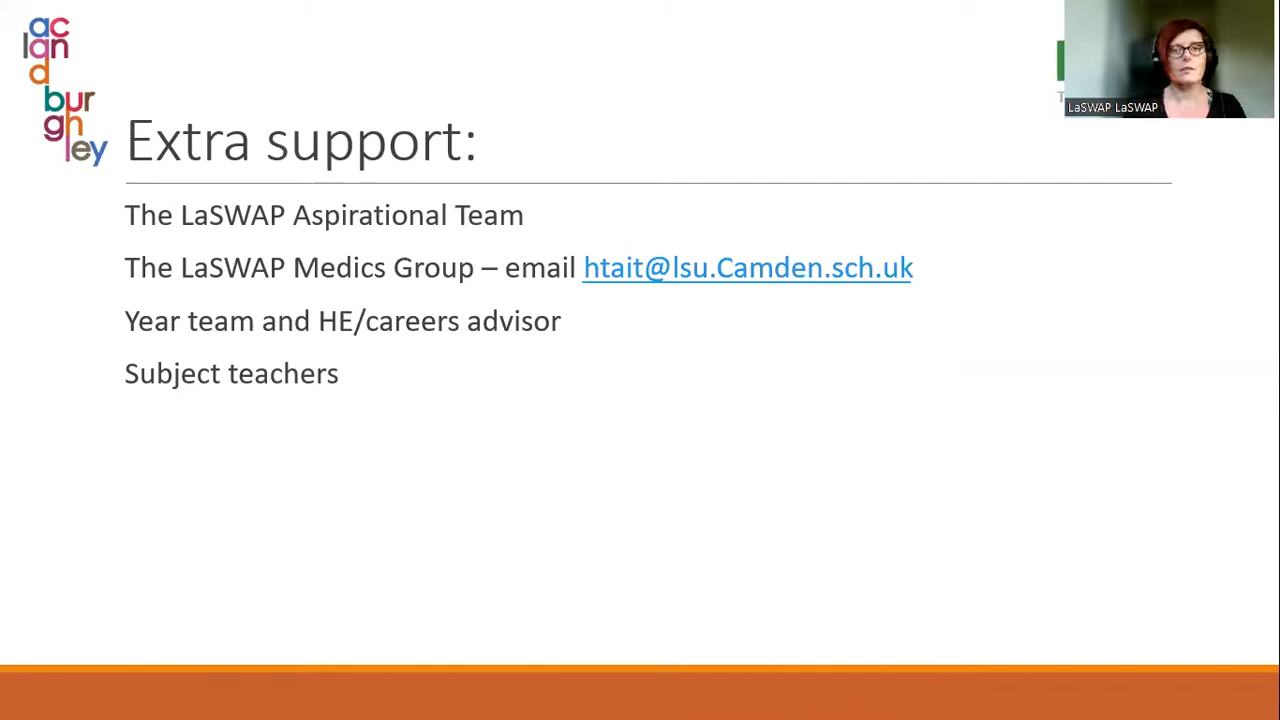 ac
lan
d
bur
gh
ley
LaSWAP LaSWAP
Extra support:
The LaSWAP Aspirational Team
The LaSWAP Medics Group – email htait@lsu.Camden.sch.uk
Year team and HE/careers advisor
Subject teachers